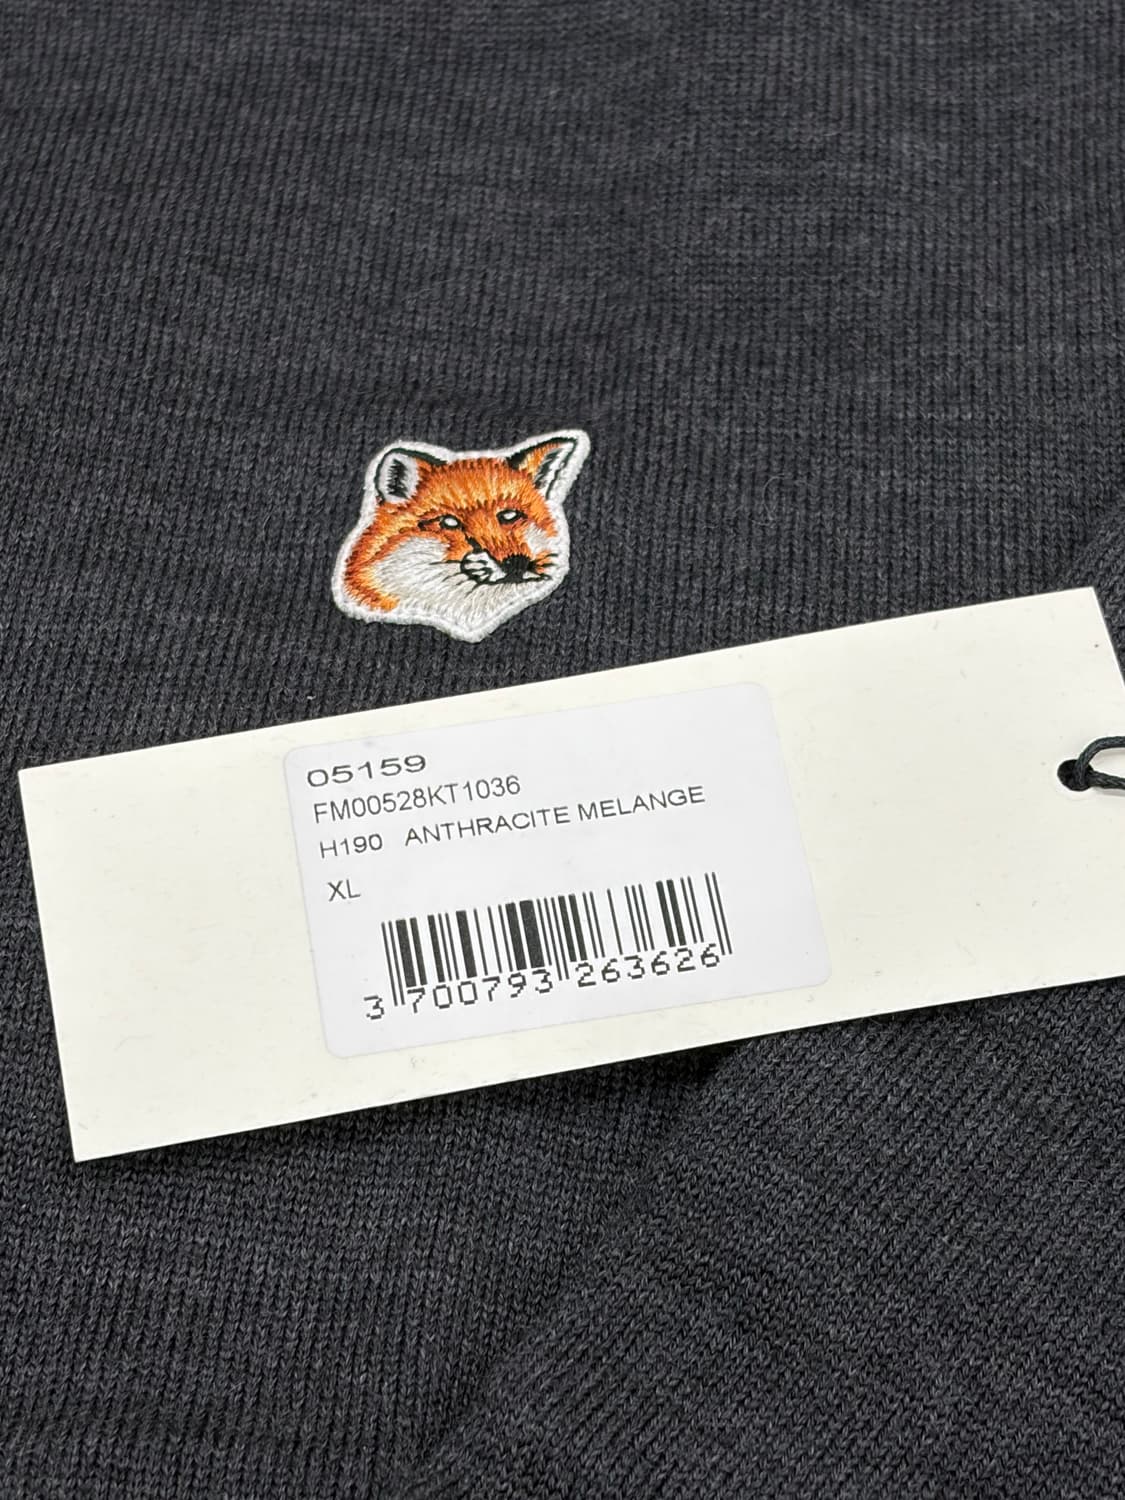 05159
FM00528KT1036
H190 ANTHRACITE MELANGE
XL
3 700793 263626